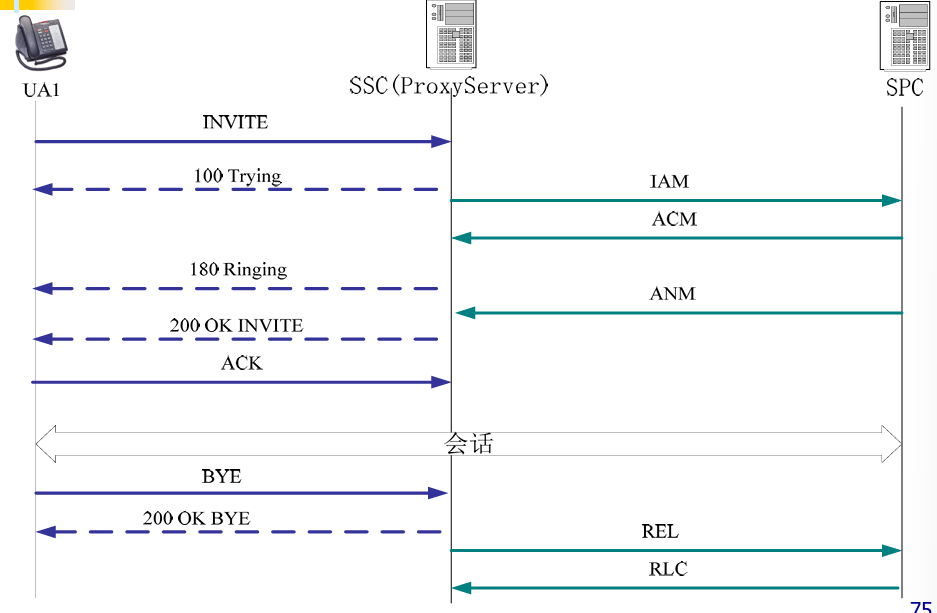 UA1
SSC(ProxyServer)
SPC
INVITE
100 Trying
IAM
ACM
180 Ringing
ANM
200 OK INVITE
ACK
会话
BYE
200 OK BYE
REL
RLC
75